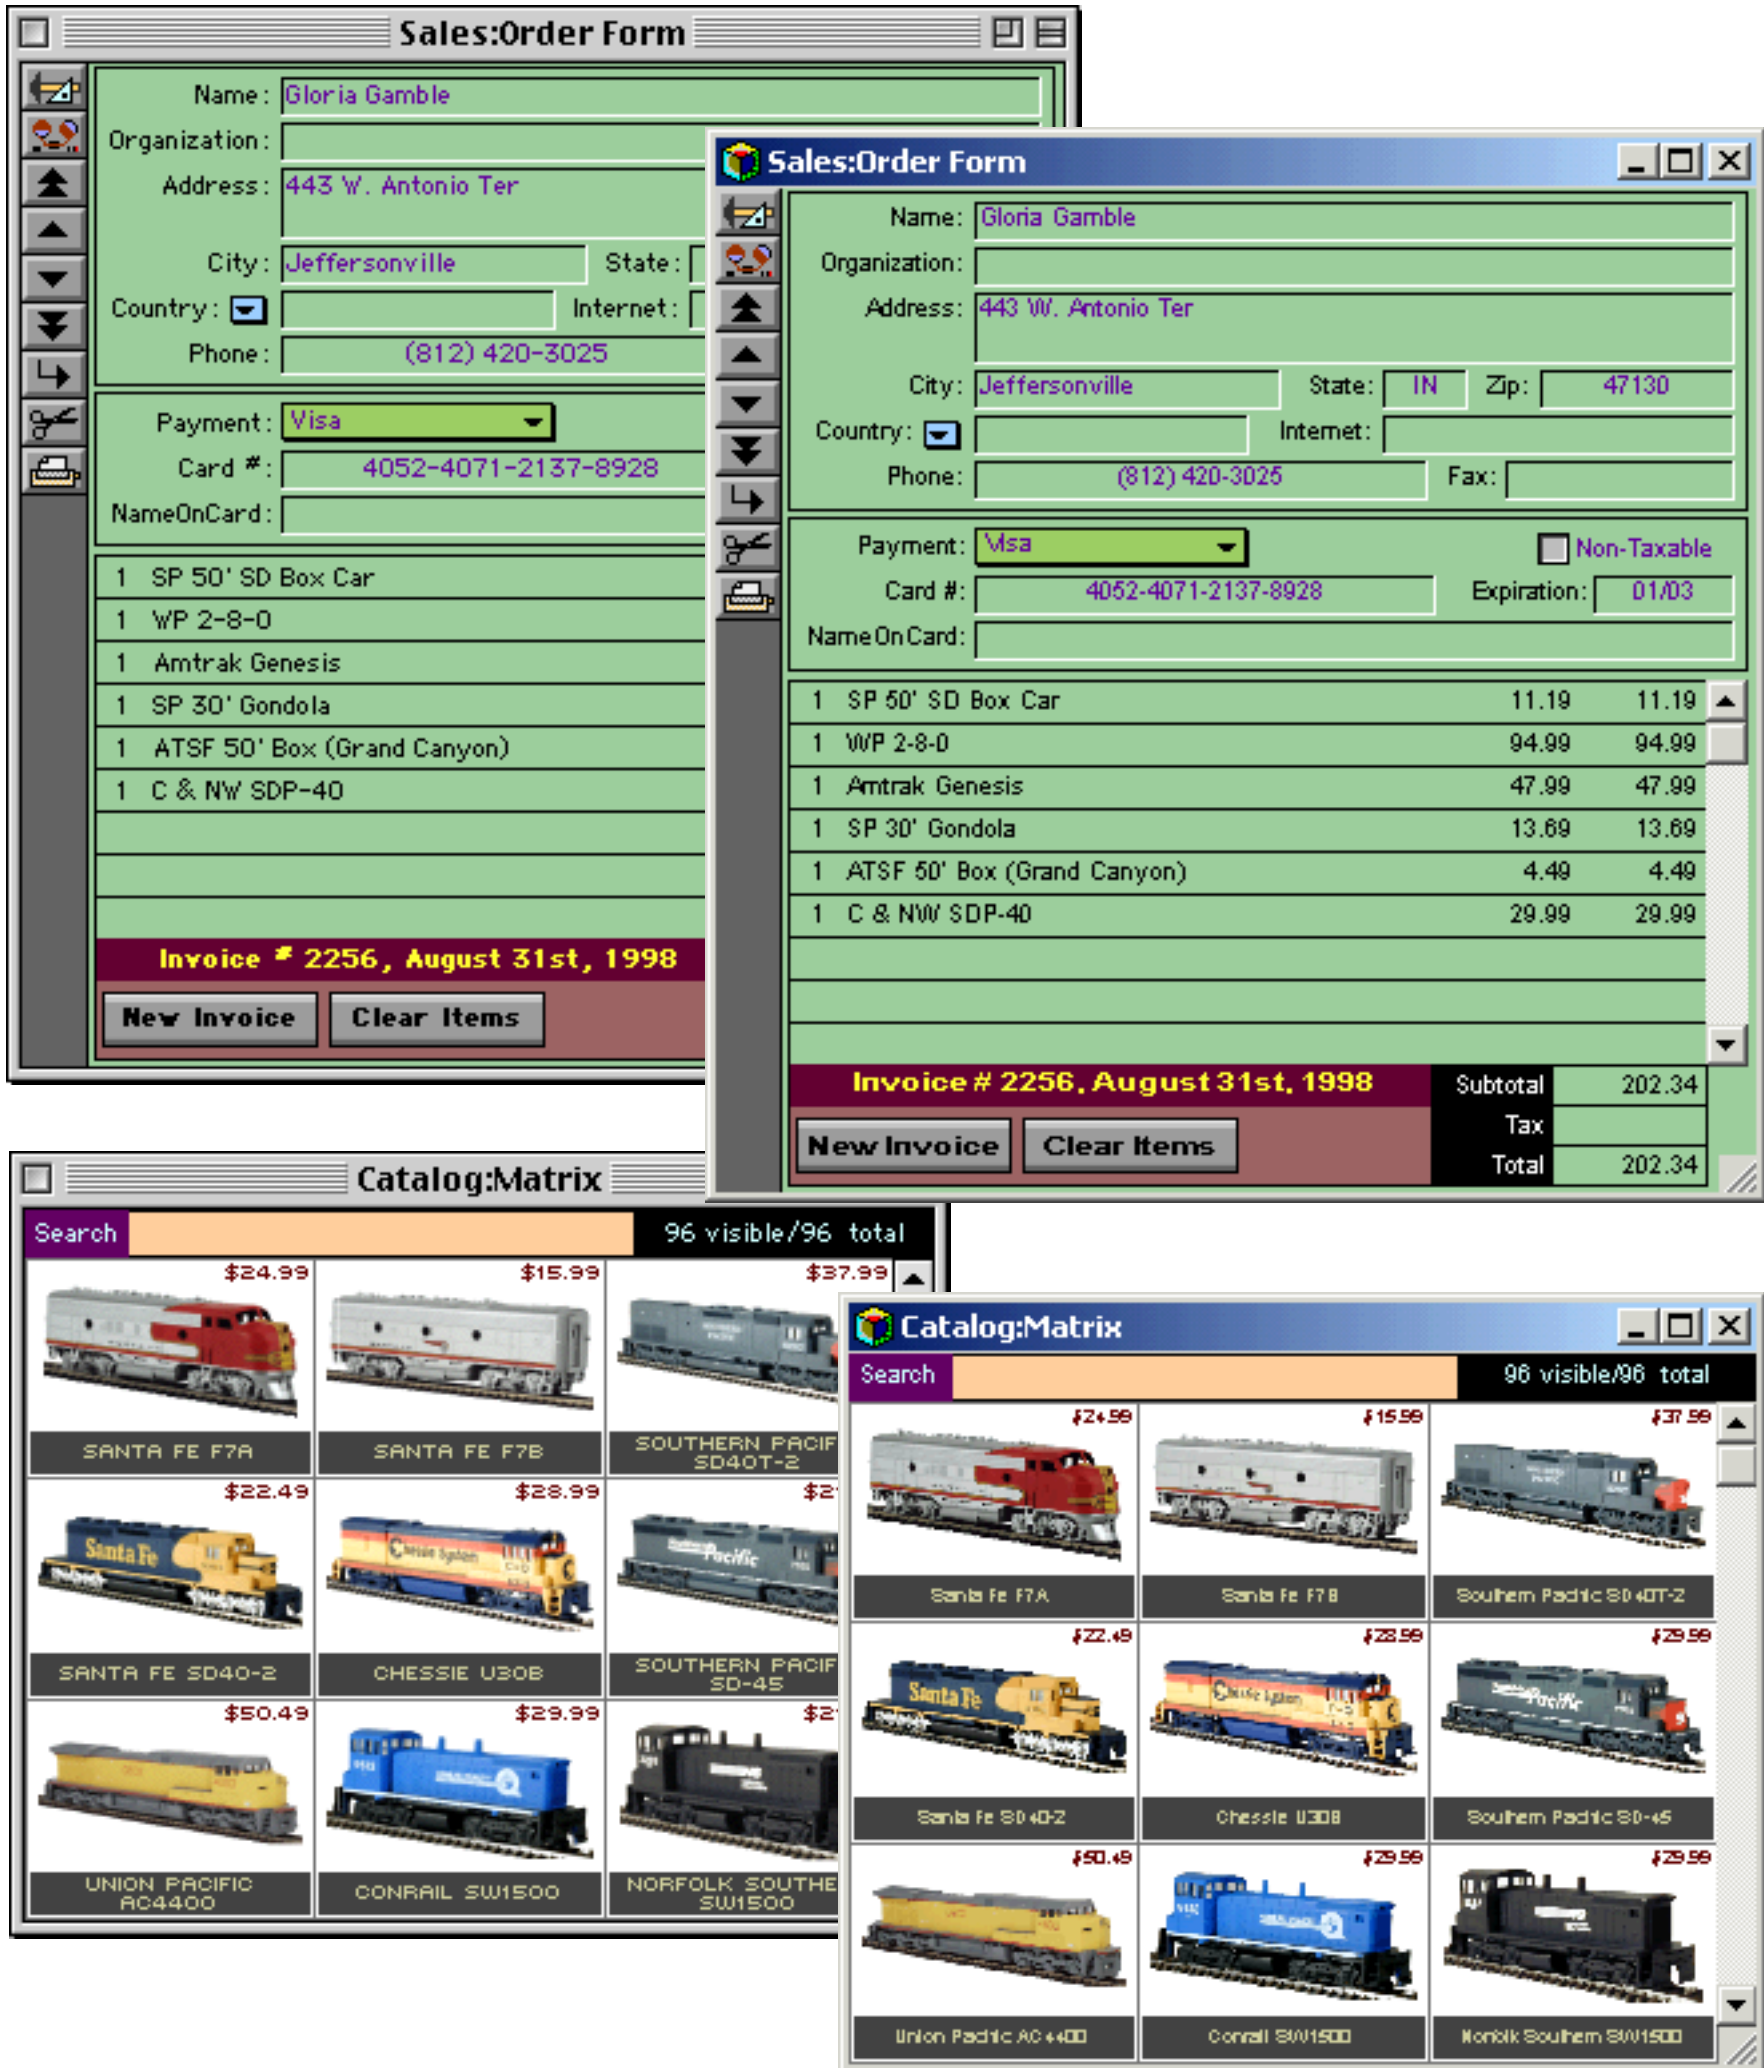 Sales:Order Form
Name: Gloria Gamble
Organization:
Address: 443 W. Antonio Ter
City: Jeffersonville State:
Country: Internet:
Phone: (812) 420-3025
Payment: Visa
Card #: 4052-4071-2137-8928
NameOnCard:
1 SP 50' SD Box Car
1 WP 2-8-0
1 Amtrak Genesis
1 SP 30' Gondola
1 ATSF 50' Box (Grand Canyon)
1 C & NW SDP-40
Invoice # 2256, August 31st, 1998
New Invoice Clear Items
Sales:Order Form
Name: Gloria Gamble
Organization:
Address: 443 W. Antonio Ter
City: Jeffersonville State: IN Zip: 47130
Country: Internet:
Phone: (812) 420-3025 Fax:
Payment: Visa Non-Taxable
Card #: 4052-4071-2137-8928 Expiration: 01/03
NameOnCard:
1 SP 50' SD Box Car 11.19 11.19
1 WP 2-8-0 94.99 94.99
1 Amtrak Genesis 47.99 47.99
1 SP 30' Gondola 13.69 13.69
1 ATSF 50' Box (Grand Canyon) 4.49 4.49
1 C & NW SDP-40 29.99 29.99
Invoice # 2256, August 31st, 1998 Subtotal 202.34
Tax
New Invoice Clear Items
Total 202.34
Catalog:Matrix
Search 96 visible/96 total
$24.99 $15.99 $37.99
SANTA FE F7A SANTA FE F7B SOUTHERN PACIF
SD40T-2
$22.49 $28.99 $2
Santa Fe Chessie System Pacific
SANTA FE SD40-2 CHESSIE U30B SOUTHERN PACIF
SD-45
$50.49 $29.99 $2
UNION PACIFIC
AC4400
CONRAIL SW1500
NORFOLK SOUTHE
SW1500
Catalog:Matrix
Search 96 visible/96 total
$24.99 $15.99 $37.99
Santa Fe F7A Santa Fe F7B Southern Pacific SD40T-2
$22.49 $28.99 $29.99
Santa Fe Chessie System Pacific
Santa Fe SD40-2 Chessie U30B Southern Pacific SD-45
$50.49 $29.99 $29.99
Union Pacific AC4400 Conrail SW1500 Norfolk Southern SW1500